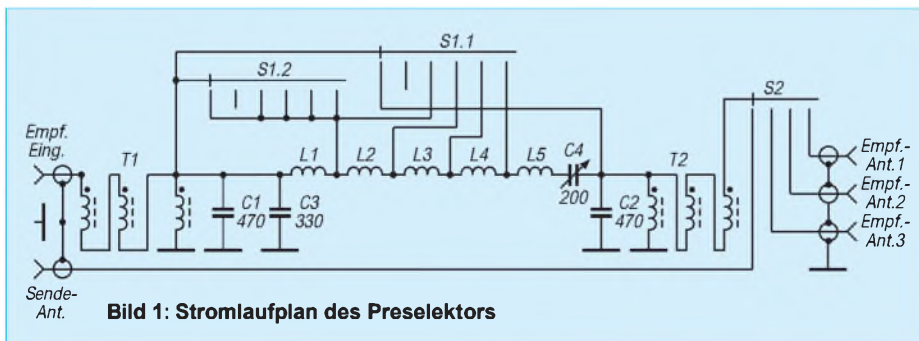 S1.1
S1.2
S2
Empf.
Eing.
T1
L1
L2
L3
L4
L5
C4
200
T2
Empf.-
Ant.1
Empf.-
Ant.2
Empf.-
Ant.3
C1
470
C3
330
C2
470
Sende-
Ant.
Bild 1: Stromlaufplan des Preselektors